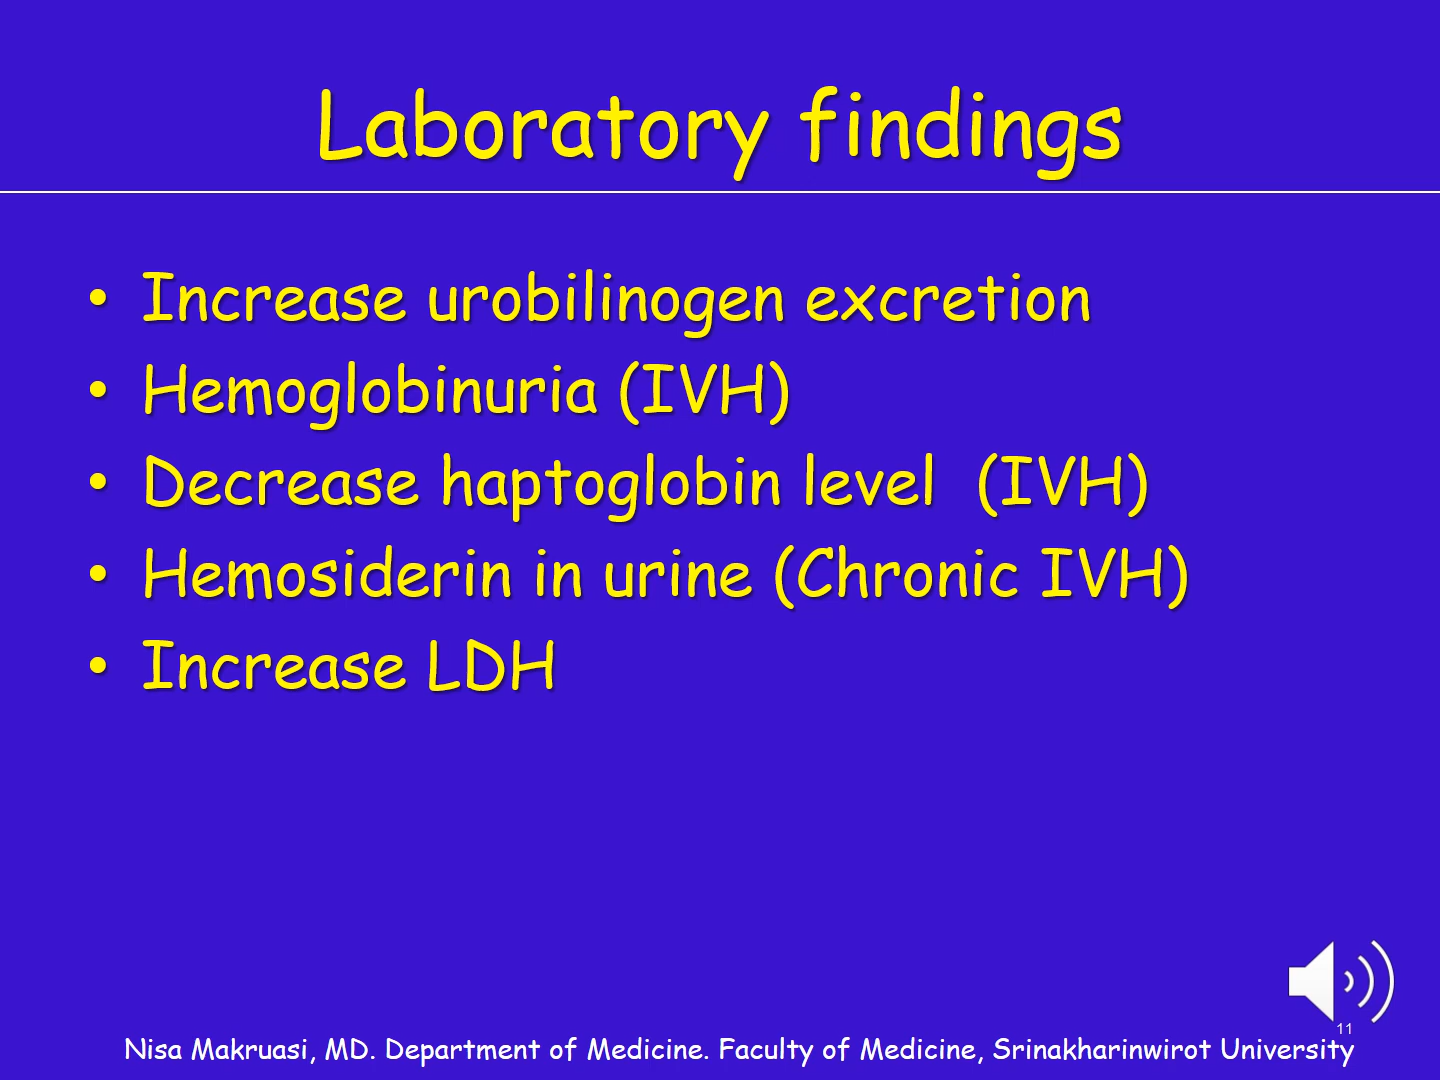 Laboratory findings
• Increase urobilinogen excretion
• Hemoglobinuria (IVH)
• Decrease haptoglobin level  (IVH)
• Hemosiderin in urine (Chronic IVH)
• Increase LDH
11
Nisa Makruasi, MD. Department of Medicine. Faculty of Medicine, Srinakharinwirot University